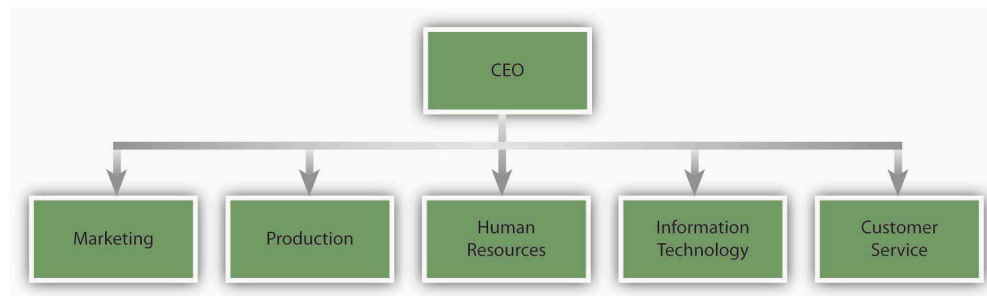 CEO
Marketing
Production
Human
Resources
Information
Technology
Customer
Service